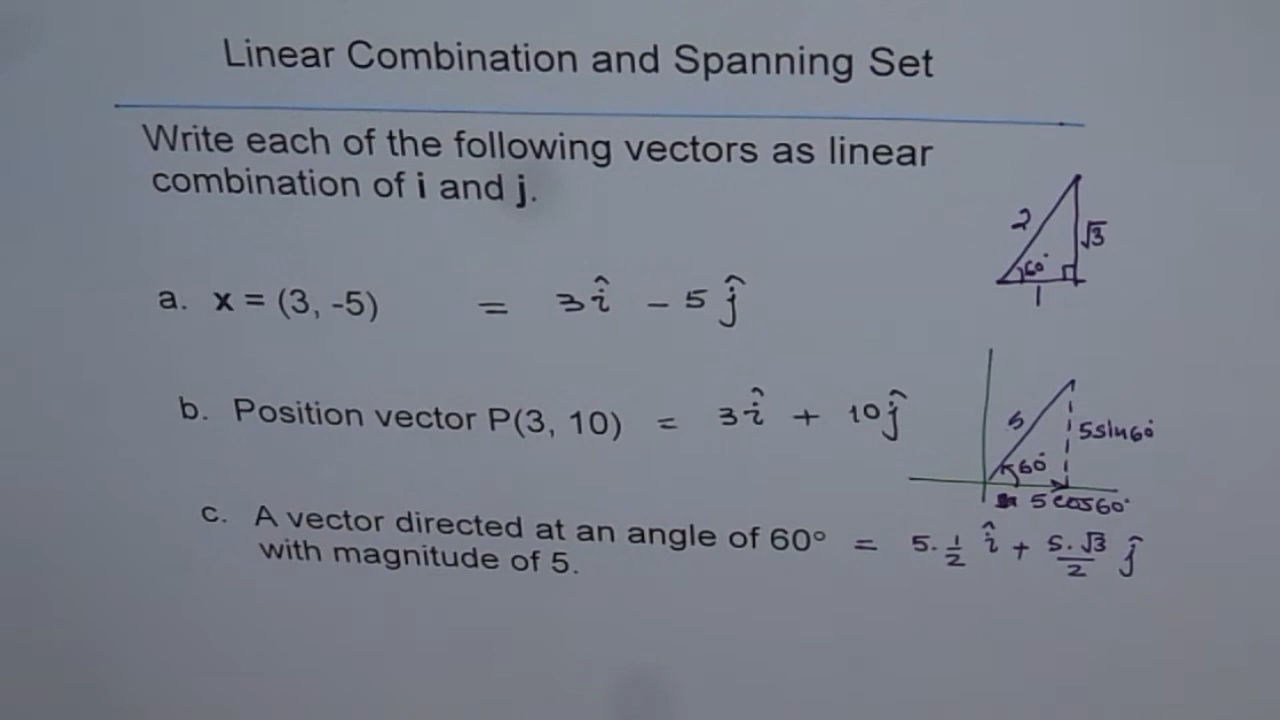 Linear Combination and Spanning Set
Write each of the following vectors as linear
combination of i and j.
2
√3
60°
1
a. x = (3, -5) = 3î - 5ĵ
b. Position vector P(3, 10) = 3î + 10ĵ
5
5sin60°
60°
5cos60°
c. A vector directed at an angle of 60° = 5·1/2 î + 5·√3/2 ĵ
with magnitude of 5.